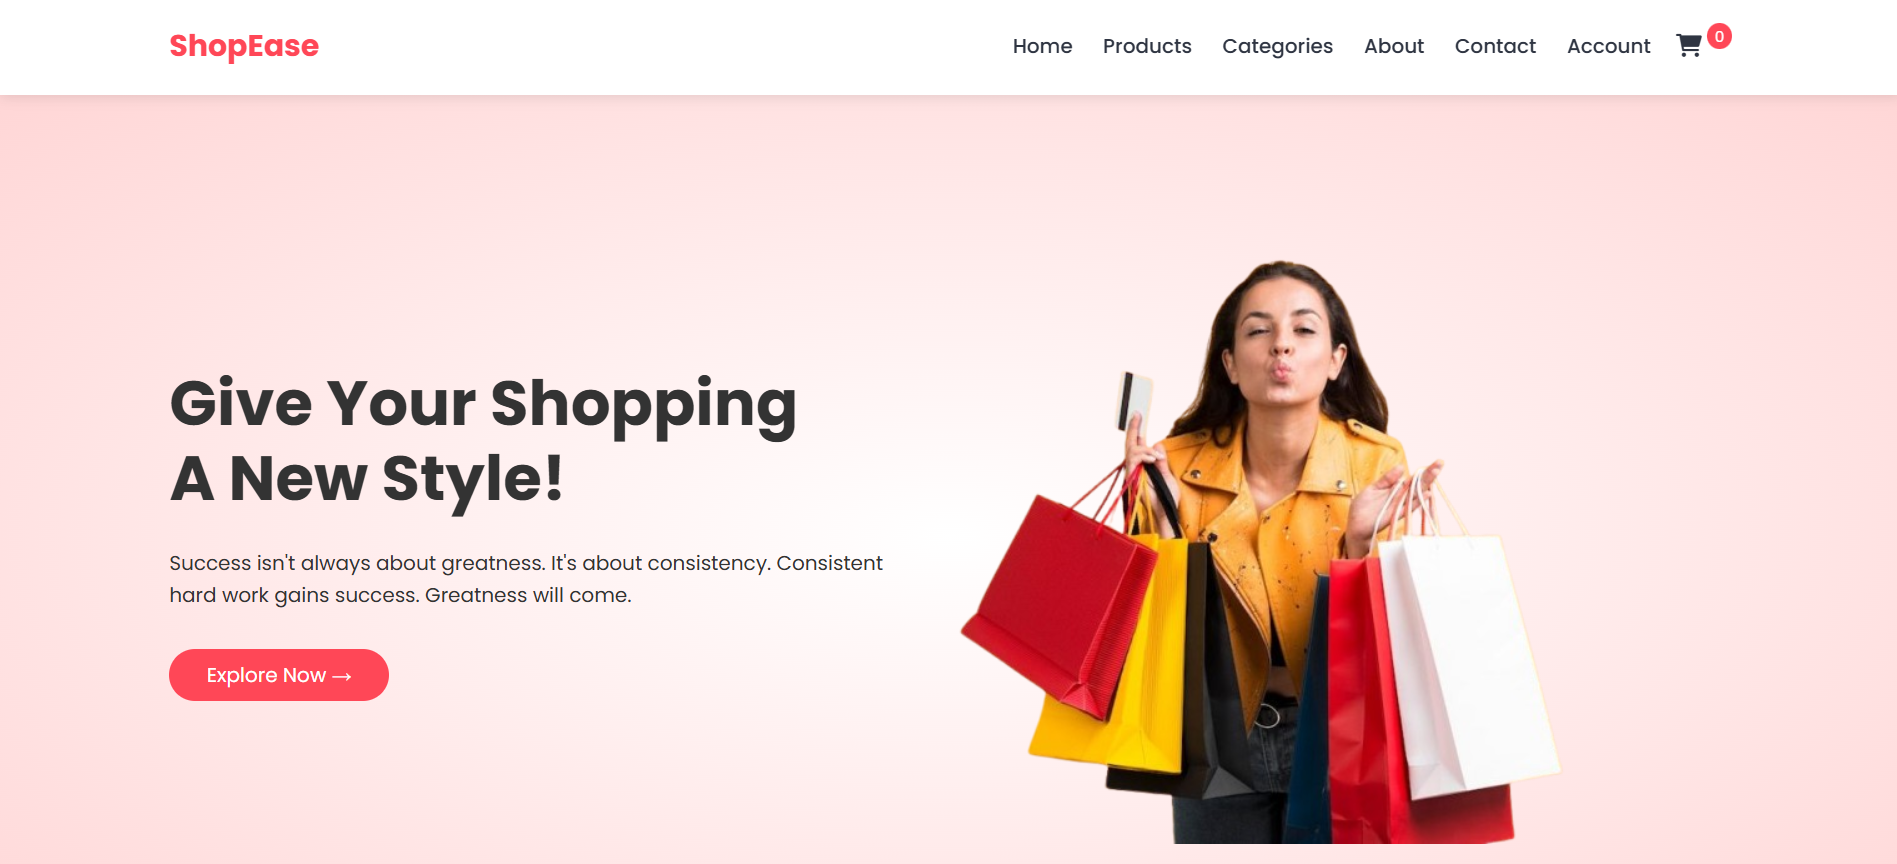 ShopEase
Home Products Categories About Contact Account 0
Give Your Shopping
A New Style!
Success isn't always about greatness. It's about consistency. Consistent
hard work gains success. Greatness will come.
Explore Now →